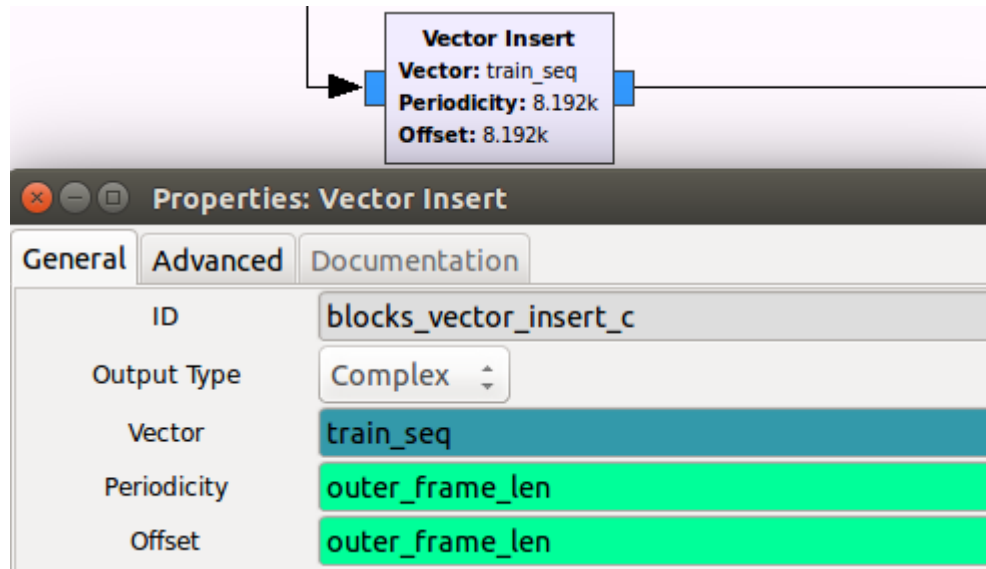 Vector Insert
Vector: train_seq
Periodicity: 8.192k
Offset: 8.192k
Properties: Vector Insert
General Advanced Documentation
ID blocks_vector_insert_c
Output Type Complex
Vector train_seq
Periodicity outer_frame_len
Offset outer_frame_len